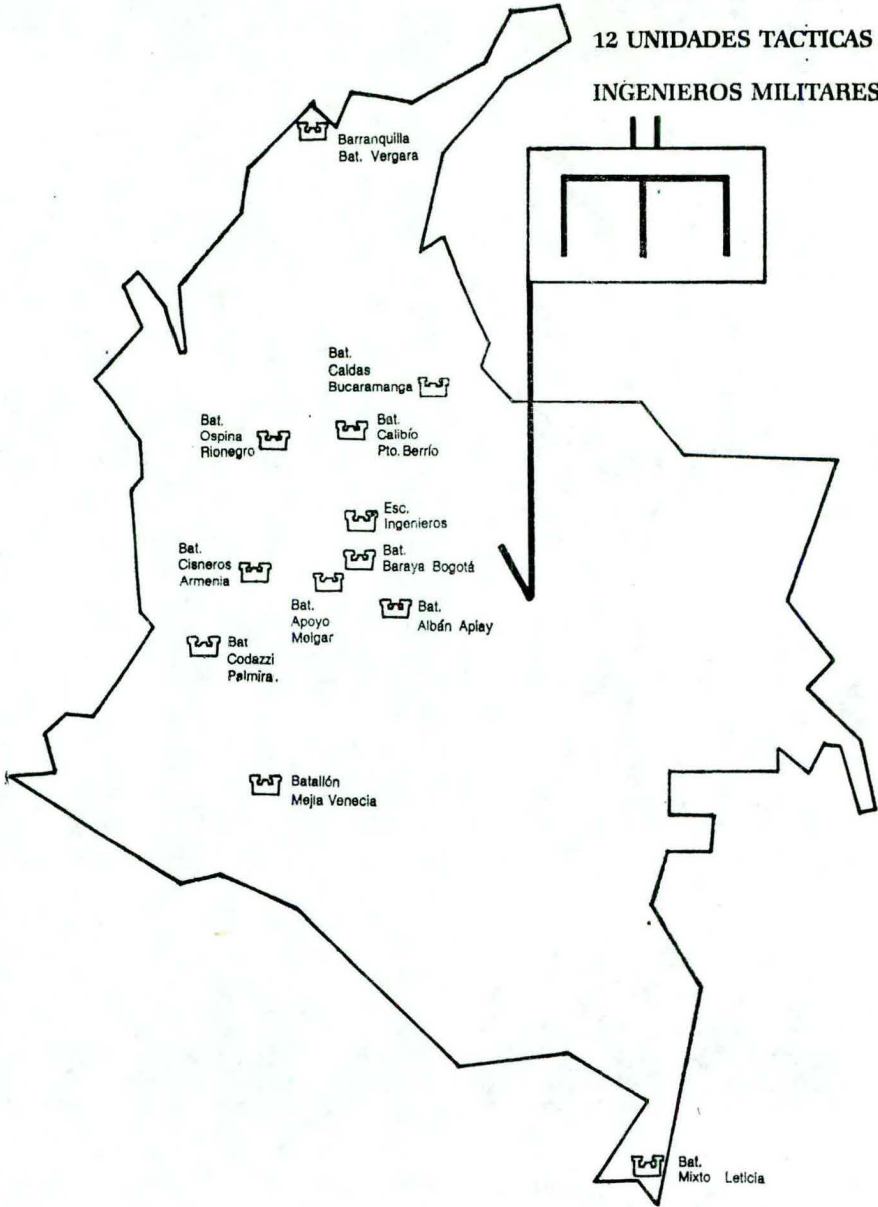 12 UNIDADES TACTICAS
INGENIEROS MILITARES
Barranquilla
Bat. Vergara
Bat.
Caldas
Bucaramanga
Bat.
Ospina
Rionegro
Bat.
Calibío
Pto. Berrío
Esc.
Ingenieros
Bat.
Cisneros
Armenia
Bat.
Baraya Bogotá
Bat.
Apoyo
Melgar
Bat.
Albán Apiay
Bat
Codazzi
Palmira.
Batallón
Mejia Venecia
Bat.
Mixto Leticia